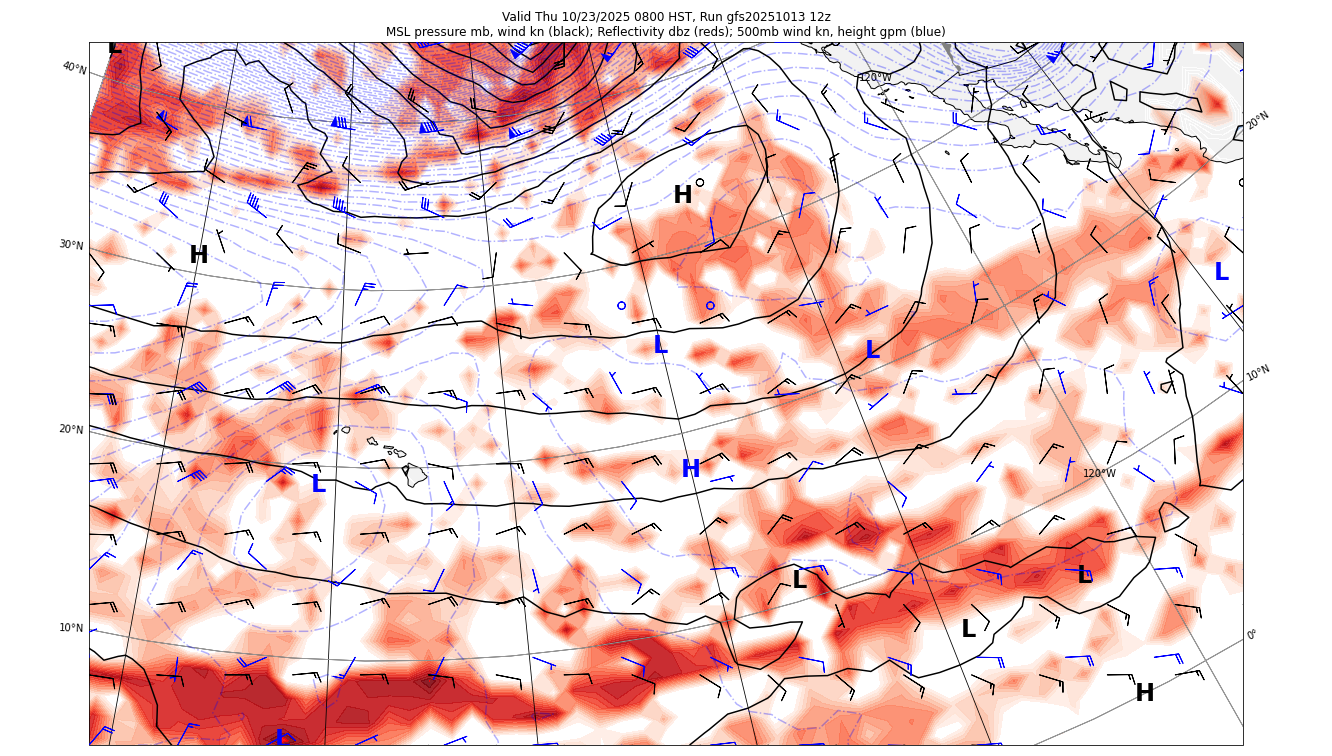 Valid Thu 10/23/2025 0800 HST, Run gfs20251013 12z
MSL pressure mb, wind kn (black); Reflectivity dbz (reds); 500mb wind kn, height gpm (blue)
L
40°N
120°W
20°N
H
30°N
H
L
L
L
10°N
20°N
H
120°W
L
L
L
10°N
L
0°
H
L